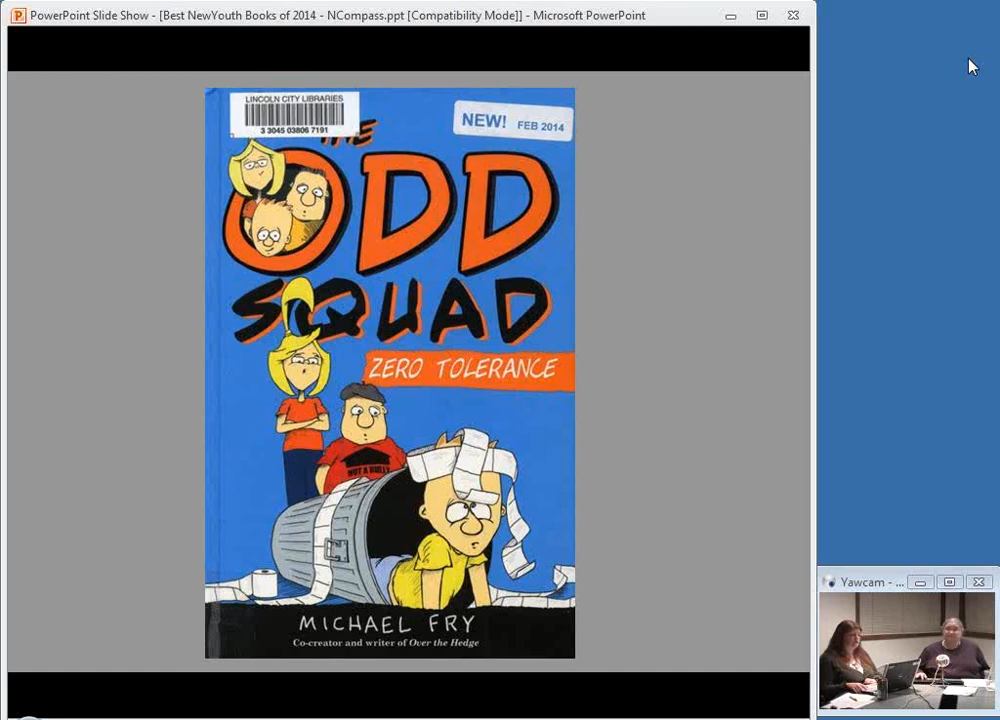 PowerPoint Slide Show - [Best NewYouth Books of 2014 - NCompass.ppt [Compatibility Mode]] - Microsoft PowerPoint
LINCOLN CITY LIBRARIES
3 3045 03806 7191
NEW! FEB 2014
THE
ODD
SQUAD
ZERO TOLERANCE
NOT A BULLY
MICHAEL FRY
Co-creator and writer of Over the Hedge
Yawcam - ...